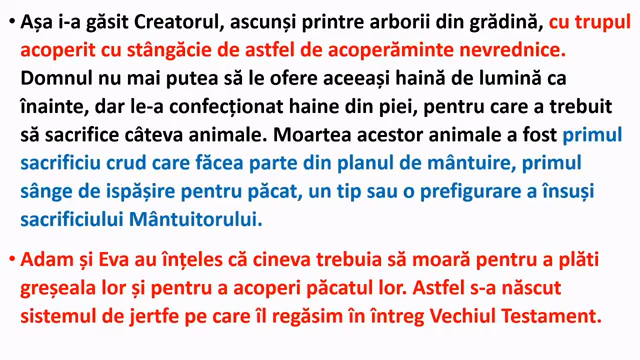 • Așa i-a găsit Creatorul, ascunși printre arborii din grădină, cu trupul
acoperit cu stângăcie de astfel de acoperăminte nevrednice.
Domnul nu mai putea să le ofere aceeași haină de lumină ca
înainte, dar le-a confecționat haine din piei, pentru care a trebuit
să sacrifice câteva animale. Moartea acestor animale a fost primul
sacrificiu crud care făcea parte din planul de mântuire, primul
sânge de ispășire pentru păcat, un tip sau o prefigurare a însuși
sacrificiului Mântuitorului.
• Adam și Eva au înțeles că cineva trebuia să moară pentru a plăti
greșeala lor și pentru a acoperi păcatul lor. Astfel s-a născut
sistemul de jertfe pe care îl regăsim în întreg Vechiul Testament.